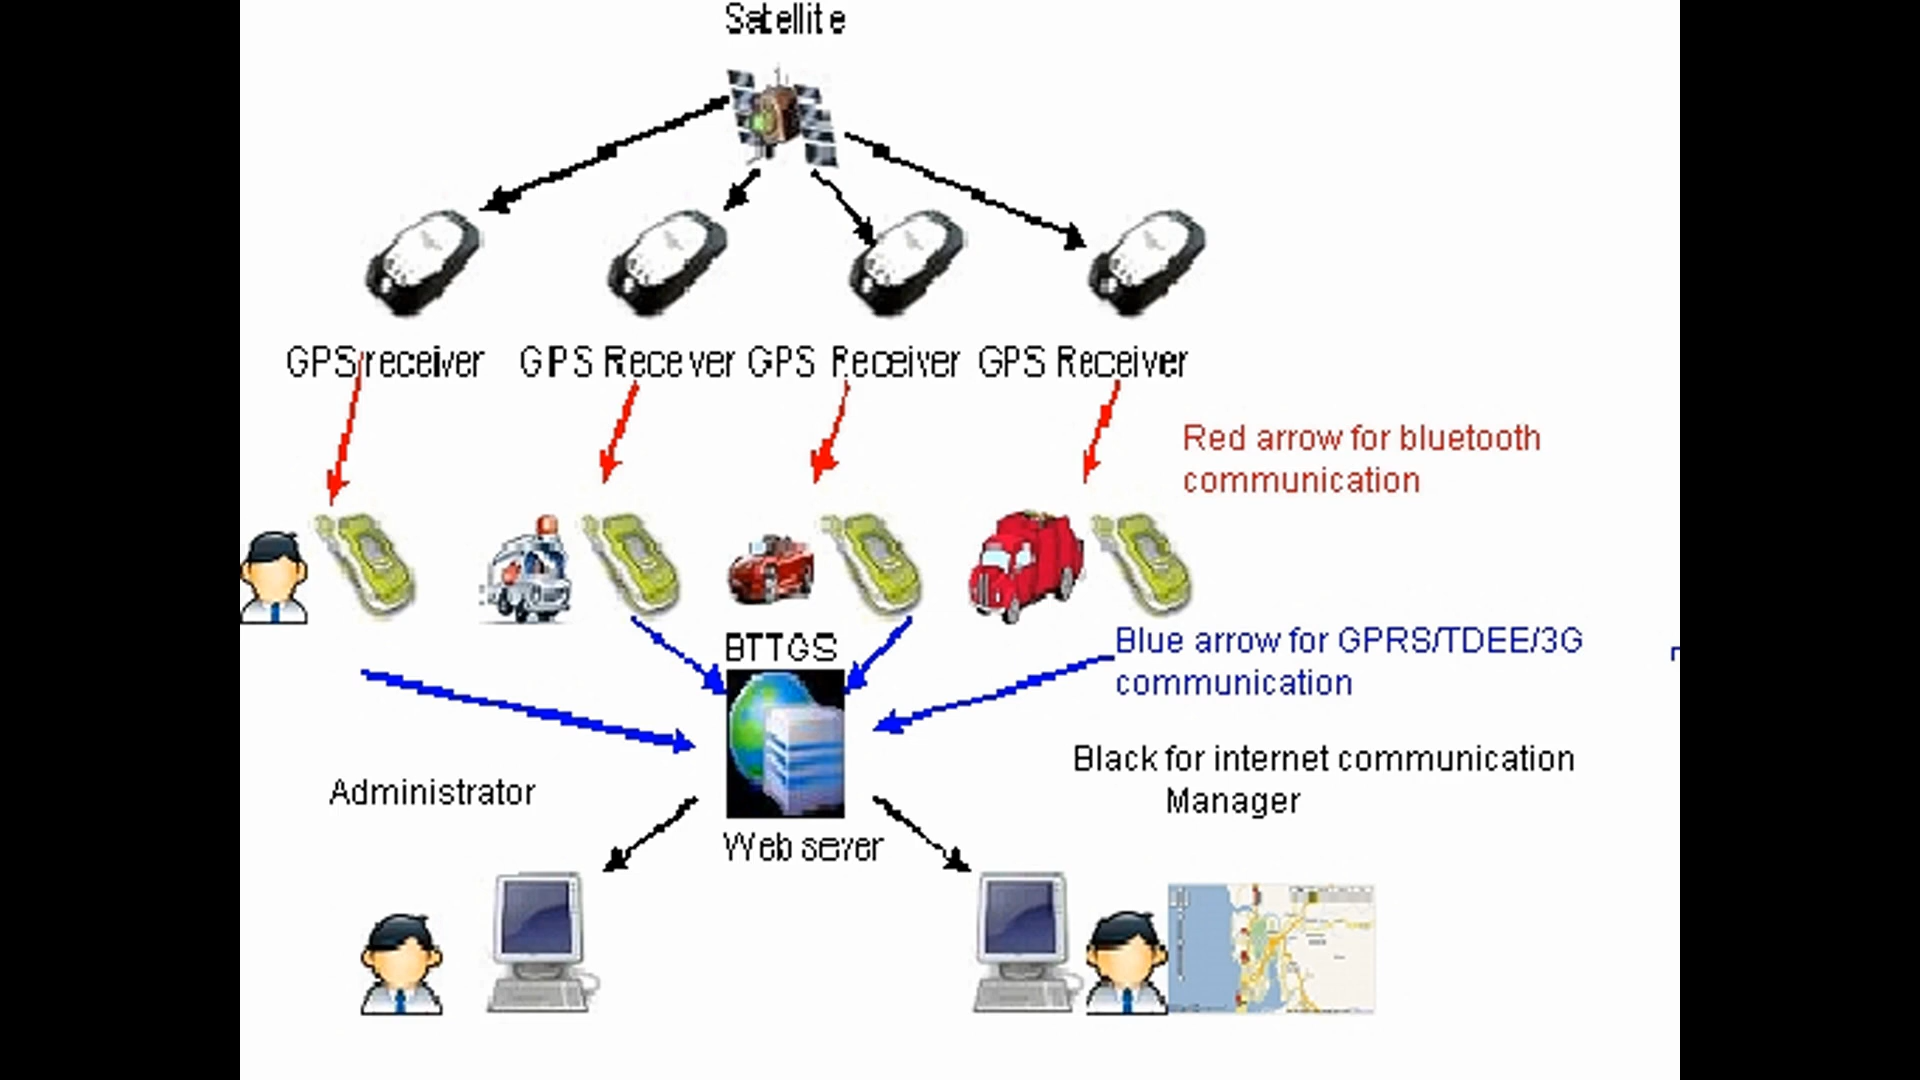 Satellite
GPS receiver GPS Recever GPS Receiver GPS Receiver
Red arrow for bluetooth
communication
BTTGS
Blue arrow for GPRS/TDEE/3G
communication
Black for internet communication
Manager
Administrator
Web sever